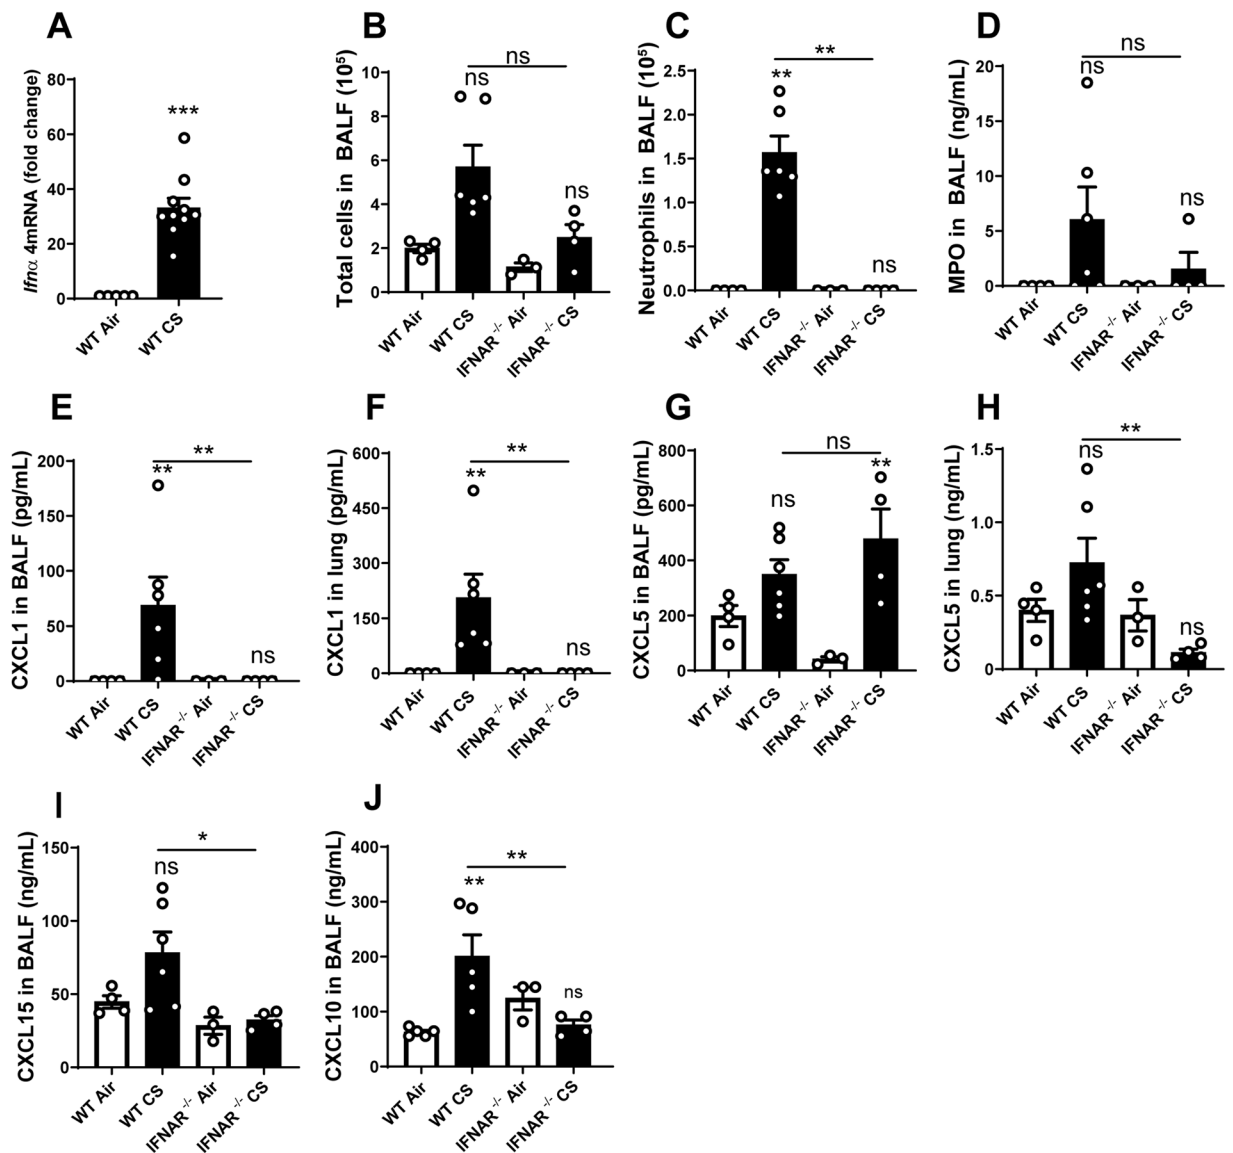 A
Ifnα 4mRNA (fold change)
80
60
40
20
0
***
WT Air
WT CS
B
Total cells in BALF (10⁵)
10
8
6
4
2
0
ns
ns
ns
WT Air
WT CS
IFNAR⁻/⁻ Air
IFNAR⁻/⁻ CS
C
Neutrophils in BALF (10⁵)
2.5
2.0
1.5
1.0
0.5
0.0
**
**
ns
WT Air
WT CS
IFNAR⁻/⁻ Air
IFNAR⁻/⁻ CS
D
MPO in BALF (ng/mL)
20
15
10
5
0
ns
ns
ns
WT Air
WT CS
IFNAR⁻/⁻ Air
IFNAR⁻/⁻ CS
E
CXCL1 in BALF (pg/mL)
200
150
100
50
0
**
**
ns
WT Air
WT CS
IFNAR⁻/⁻ Air
IFNAR⁻/⁻ CS
F
CXCL1 in lung (pg/mL)
600
450
300
150
0
**
**
ns
WT Air
WT CS
IFNAR⁻/⁻ Air
IFNAR⁻/⁻ CS
G
CXCL5 in BALF (pg/mL)
800
600
400
200
0
ns
ns
**
WT Air
WT CS
IFNAR⁻/⁻ Air
IFNAR⁻/⁻ CS
H
CXCL5 in lung (ng/mL)
1.5
1.0
0.5
0
**
ns
ns
WT Air
WT CS
IFNAR⁻/⁻ Air
IFNAR⁻/⁻ CS
I
CXCL15 in BALF (ng/mL)
150
100
50
0
*
ns
WT Air
WT CS
IFNAR⁻/⁻ Air
IFNAR⁻/⁻ CS
J
CXCL10 in BALF (ng/mL)
400
300
200
100
0
**
**
ns
WT Air
WT CS
IFNAR⁻/⁻ Air
IFNAR⁻/⁻ CS